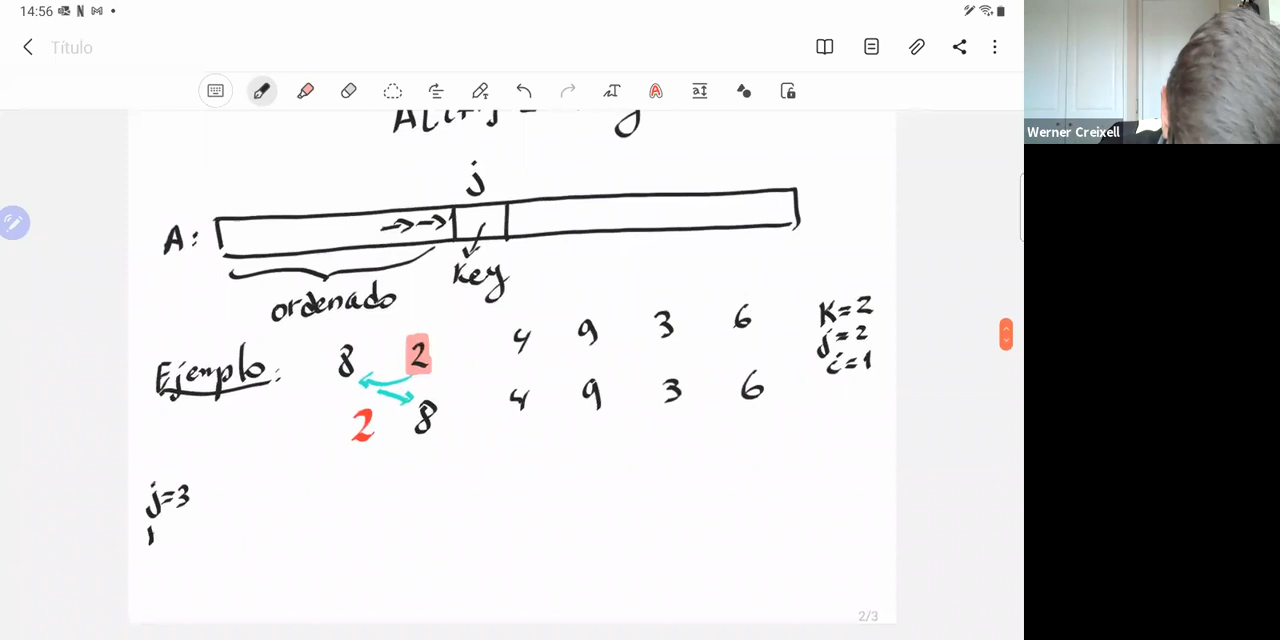 14:56
Título
Werner Creixell
j
A:
key
ordenado
Ejemplo: 8 2 4 9 3 6 K=2
j=2
i=1
2 8 4 9 3 6
j=3
2/3